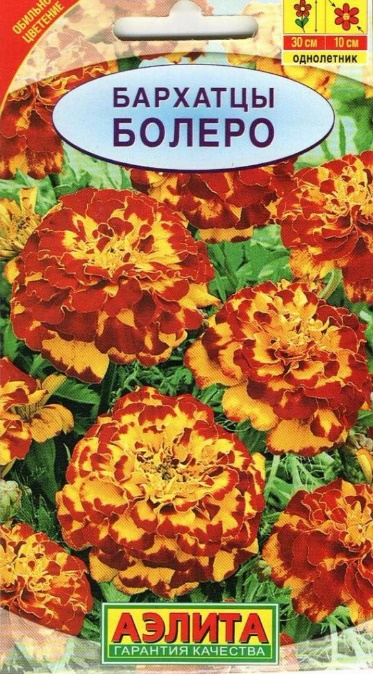 ОБИЛЬНОЕ
ЦВЕТЕНИЕ
30 см
10 см
однолетник
БАРХАТЦЫ
БОЛЕРО
АЭЛИТА
ГАРАНТИЯ КАЧЕСТВА